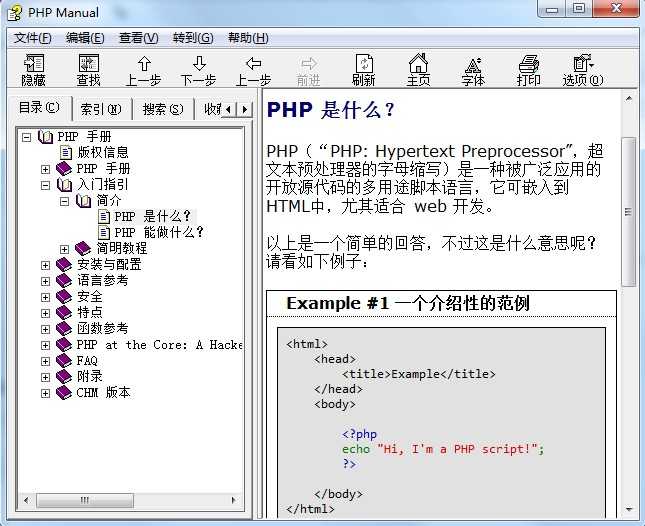 PHP Manual
文件(F) 编辑(E) 查看(V) 转到(G) 帮助(H)
隐藏 查找 上一步 下一步 上一步 前进 刷新 主页 字体 打印 选项(O)
目录(C) 索引(N) 搜索(S)
PHP 手册
版权信息
PHP 手册
入门指引
简介
PHP 是什么?
PHP 能做什么?
简明教程
安装与配置
语言参考
安全
特点
函数参考
PHP at the Core: A Hacke
FAQ
附录
CHM 版本
PHP 是什么?
PHP(“PHP: Hypertext Preprocessor”,超
文本预处理器的字母缩写)是一种被广泛应用的
开放源代码的多用途脚本语言,它可嵌入到
HTML中,尤其适合 web 开发。
以上是一个简单的回答,不过这是什么意思呢?
请看如下例子:
Example #1 一个介绍性的范例
<html>
<head>
<title>Example</title>
</head>
<body>
<?php
echo "Hi, I'm a PHP script!";
?>
</body>
</html>